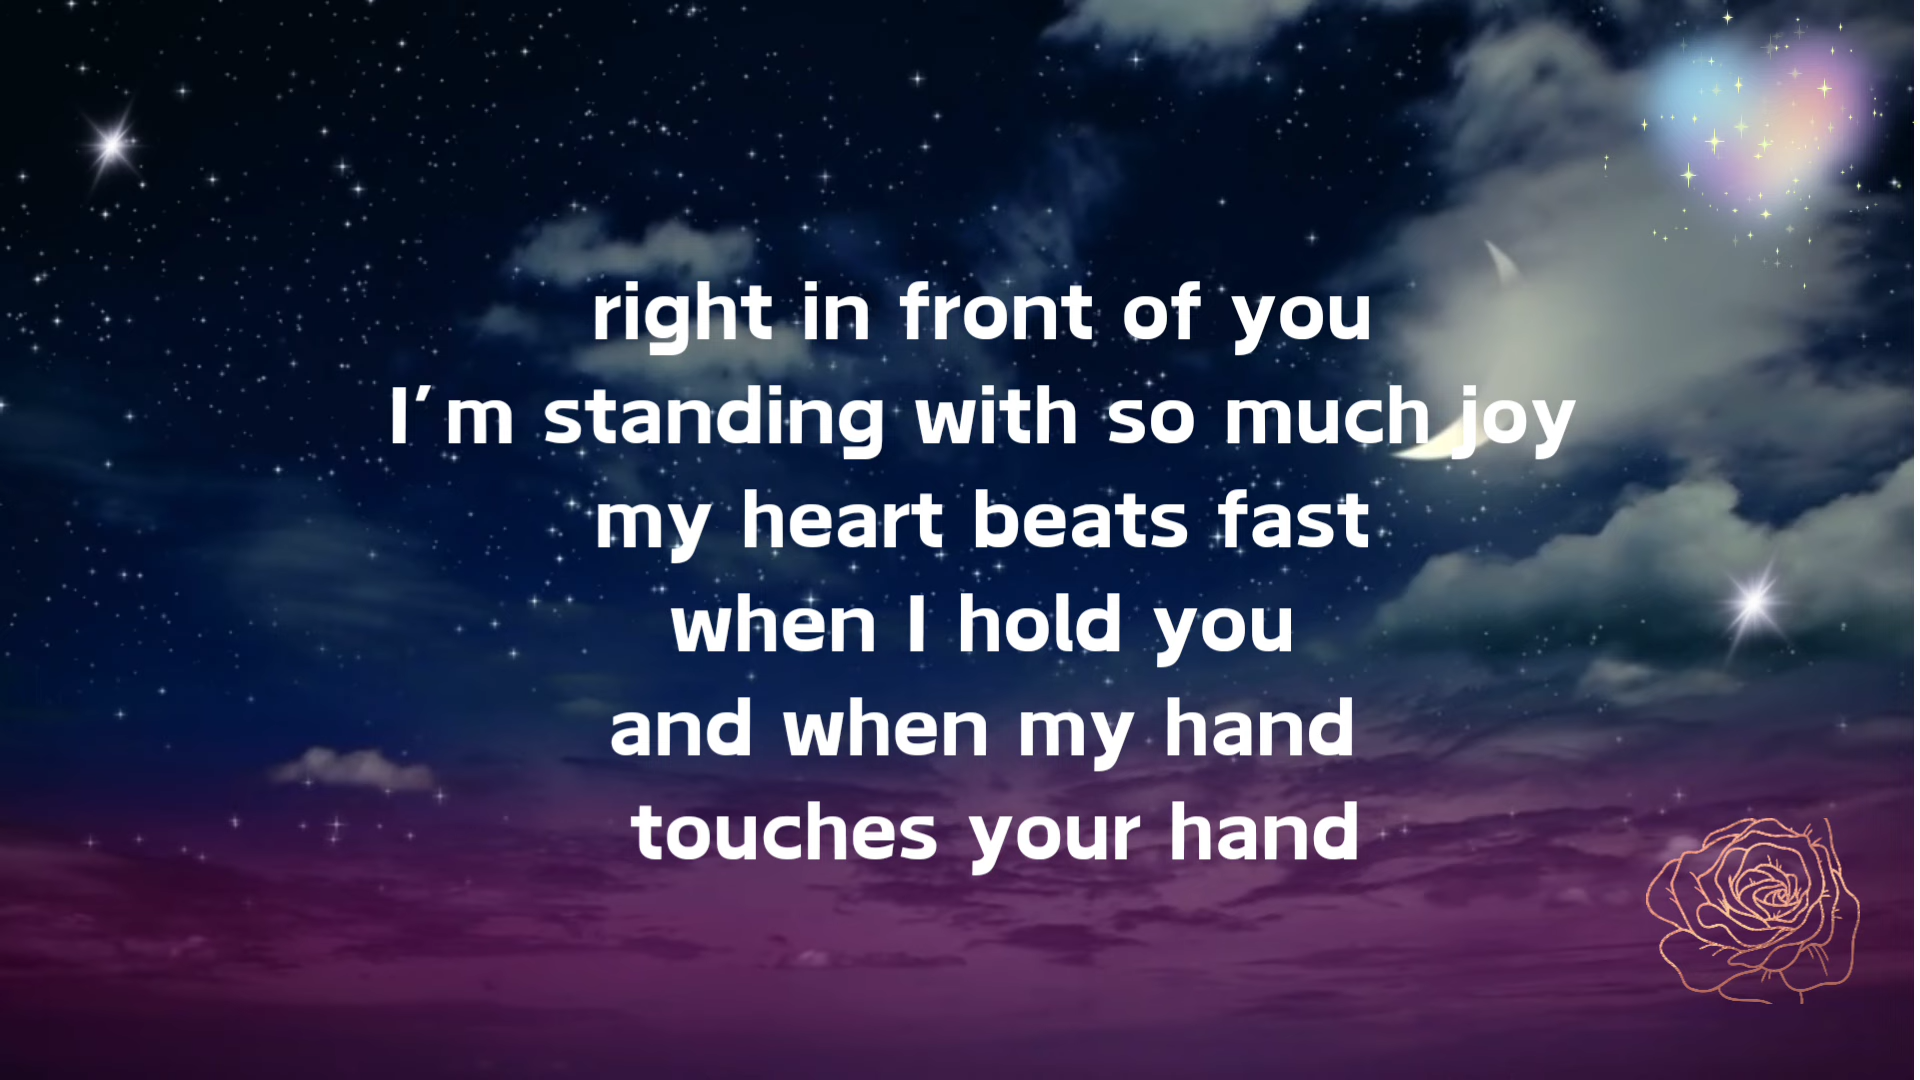 right in front of you
I'm standing with so much joy
my heart beats fast
when I hold you
and when my hand
touches your hand